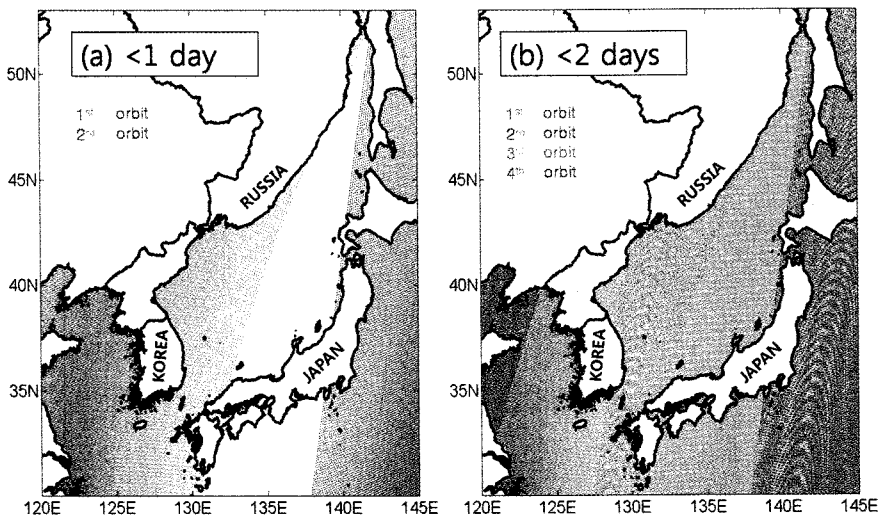 (a) <1 day
1st orbit
2nd orbit
50N
45N
40N
35N
RUSSIA
KOREA
JAPAN
120E 125E 130E 135E 140E 145E
(b) <2 days
1st orbit
2nd orbit
3rd orbit
4th orbit
50N
45N
40N
35N
RUSSIA
KOREA
JAPAN
120E 125E 130E 135E 140E 145E